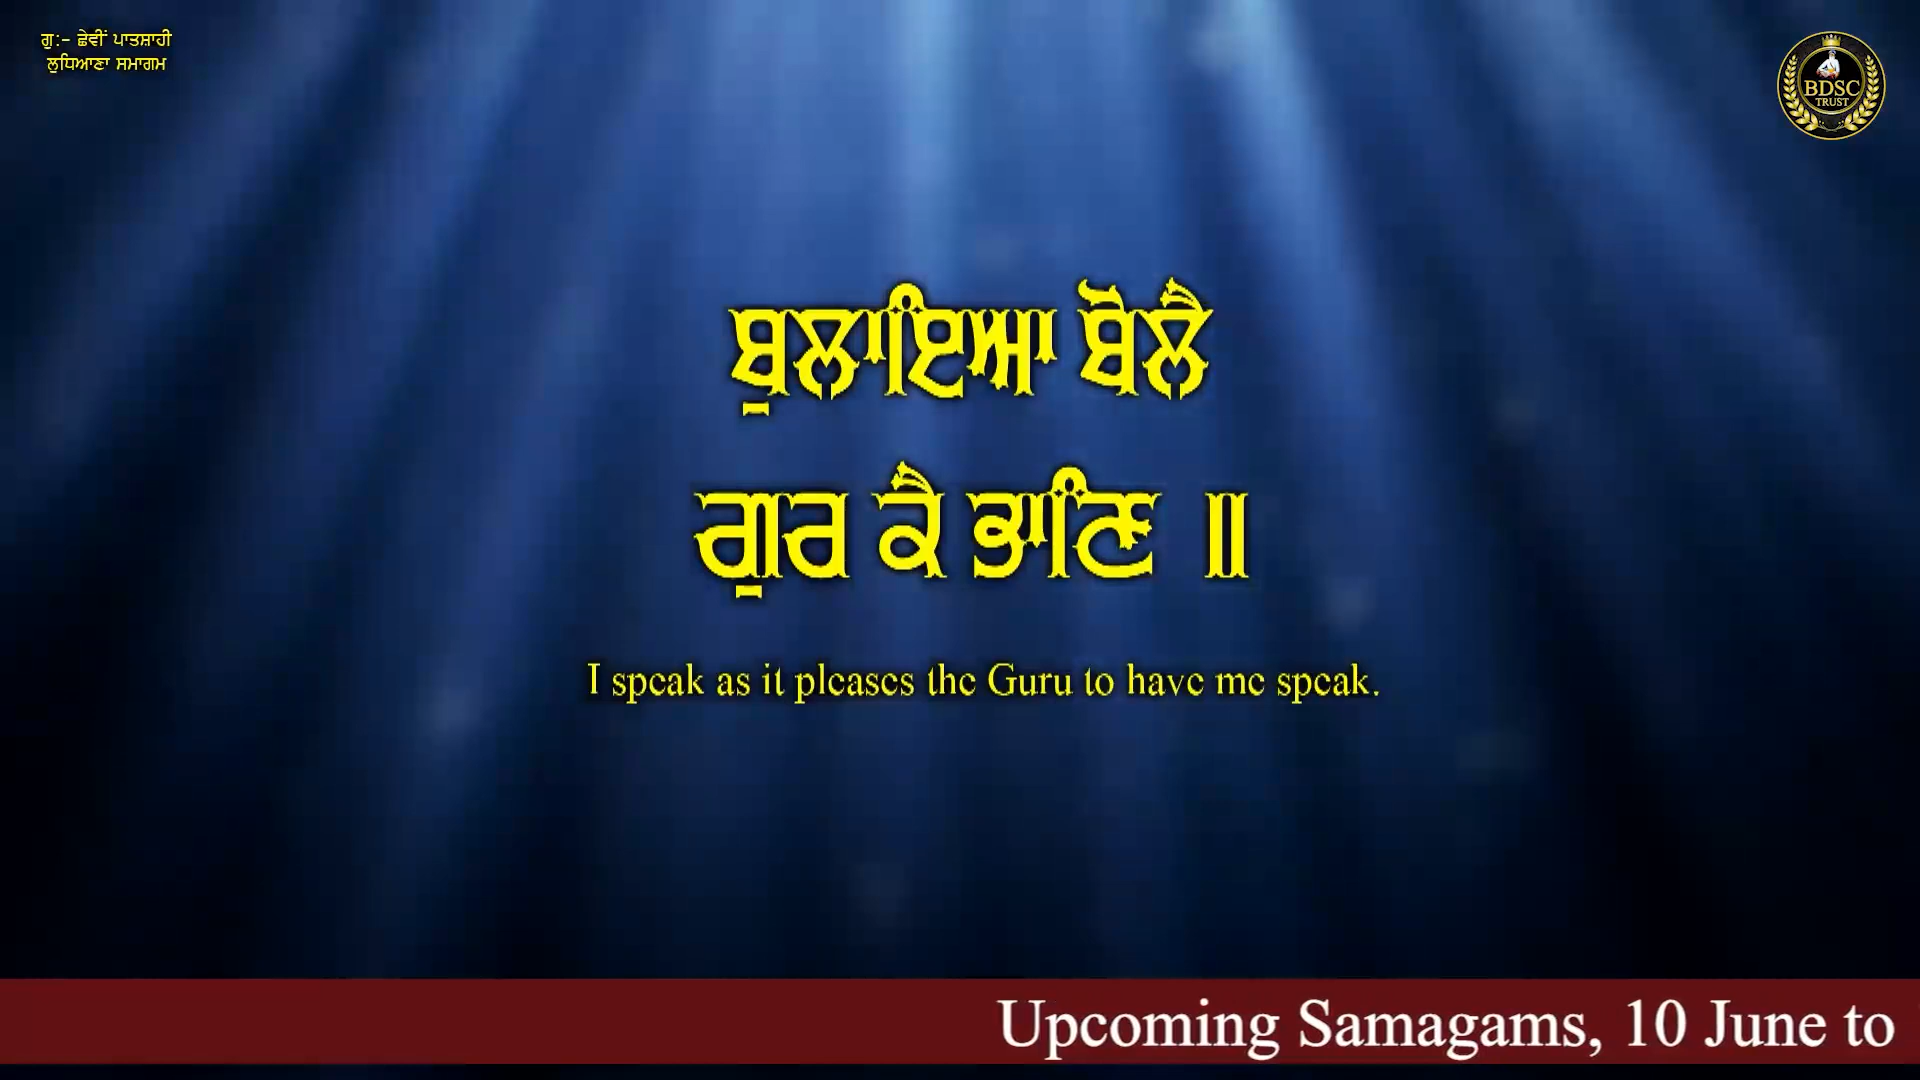 ਗੁ:- ਛੇਵੀਂ ਪਾਤਸ਼ਾਹੀ
ਲੁਧਿਆਣਾ ਸਮਾਗਮ
BDSC
TRUST
ਬੁਲਾਇਆ ਬੋਲੈ
ਗੁਰ ਕੈ ਭਾਣਿ ॥
I speak as it pleases the Guru to have me speak.
Upcoming Samagams, 10 June to